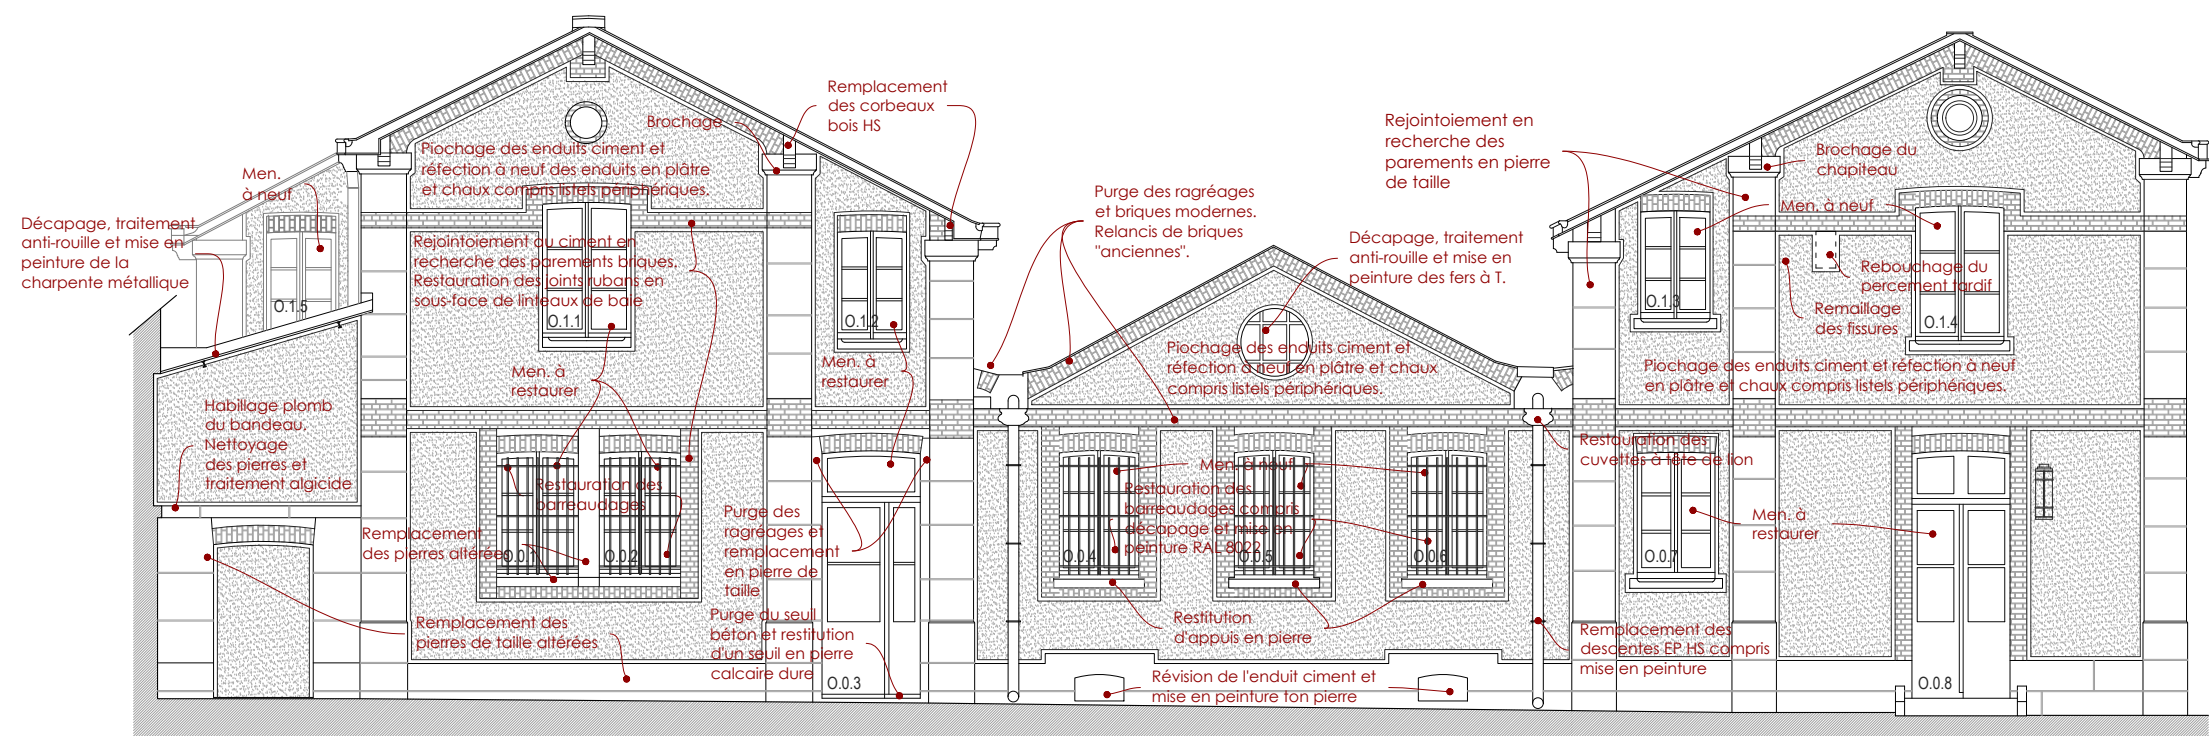 Remplacement
des corbeaux
bois HS
Brochage
Piochage des enduits ciment et
réfection à neuf des enduits en plâtre
et chaux compris listels périphériques.
Men.
à neuf
Décapage, traitement
anti-rouille et mise en
peinture de la
charpente métallique
Rejointoiement au ciment en
recherche des parements briques.
Restauration des joints rubans en
sous-face de linteaux de baie
O.1.5
O.1.1
O.1.2
Men. à
restaurer
Men. à
restaurer
Habillage plomb
du bandeau.
Nettoyage
des pierres et
traitement algicide
Restauration des
barreaudages
Remplacement
des pierres altérées
O.0.1
O.0.2
Purge des
ragréages et
remplacement
en pierre de
taille
Remplacement des
pierres de taille altérées
Purge du seuil
béton et restitution
d'un seuil en pierre
calcaire dure
O.0.3
Purge des ragréages
et briques modernes.
Relancis de briques
"anciennes".
Décapage, traitement
anti-rouille et mise en
peinture des fers à T.
Piochage des enduits ciment et
réfection à neuf en plâtre et chaux
compris listels périphériques.
Men. à neuf
Restauration des
barreaudages compris
décapage et mise en
peinture RAL 8022
O.0.4
O.0.5
O.0.6
Restitution
d'appuis en pierre
Révision de l'enduit ciment et
mise en peinture ton pierre
Rejointoiement en
recherche des
parements en pierre
de taille
Brochage du
chapiteau
Men. à neuf
Rebouchage du
percement tardif
Remaillage
des fissures
O.1.3
O.1.4
Piochage des enduits ciment et réfection à neuf
en plâtre et chaux compris listels périphériques.
Restauration des
cuvettes à tête de lion
Men. à
restaurer
O.0.7
Remplacement des
descentes EP HS compris
mise en peinture
O.0.8